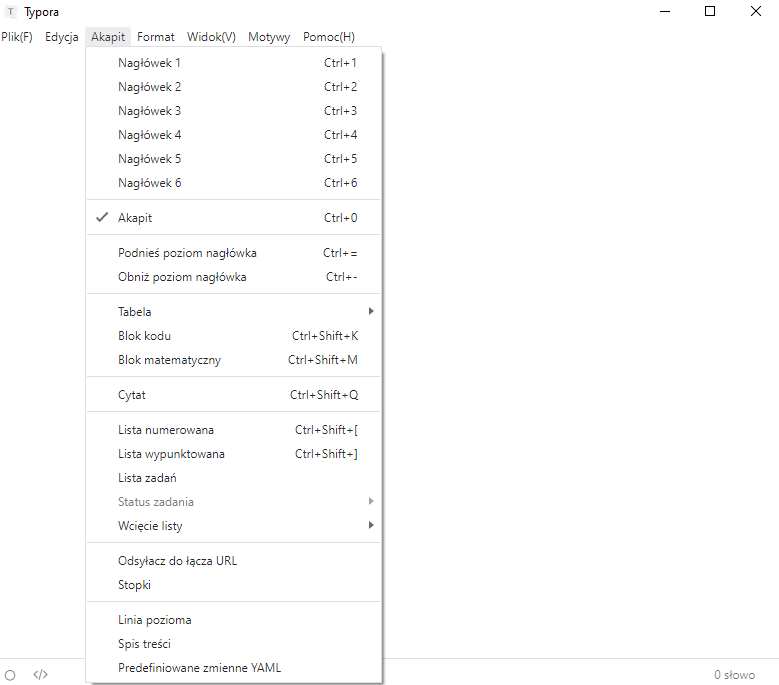 T Typora
Plik(F) Edycja Akapit Format Widok(V) Motywy Pomoc(H)
Nagłówek 1 Ctrl+1
Nagłówek 2 Ctrl+2
Nagłówek 3 Ctrl+3
Nagłówek 4 Ctrl+4
Nagłówek 5 Ctrl+5
Nagłówek 6 Ctrl+6
Akapit Ctrl+0
Podnieś poziom nagłówka Ctrl+=
Obniż poziom nagłówka Ctrl+-
Tabela
Blok kodu Ctrl+Shift+K
Blok matematyczny Ctrl+Shift+M
Cytat Ctrl+Shift+Q
Lista numerowana Ctrl+Shift+[
Lista wypunktowana Ctrl+Shift+]
Lista zadań
Status zadania
Wcięcie listy
Odsyłacz do łącza URL
Stopki
Linia pozioma
Spis treści
Predefiniowane zmienne YAML
</> 0 słowo